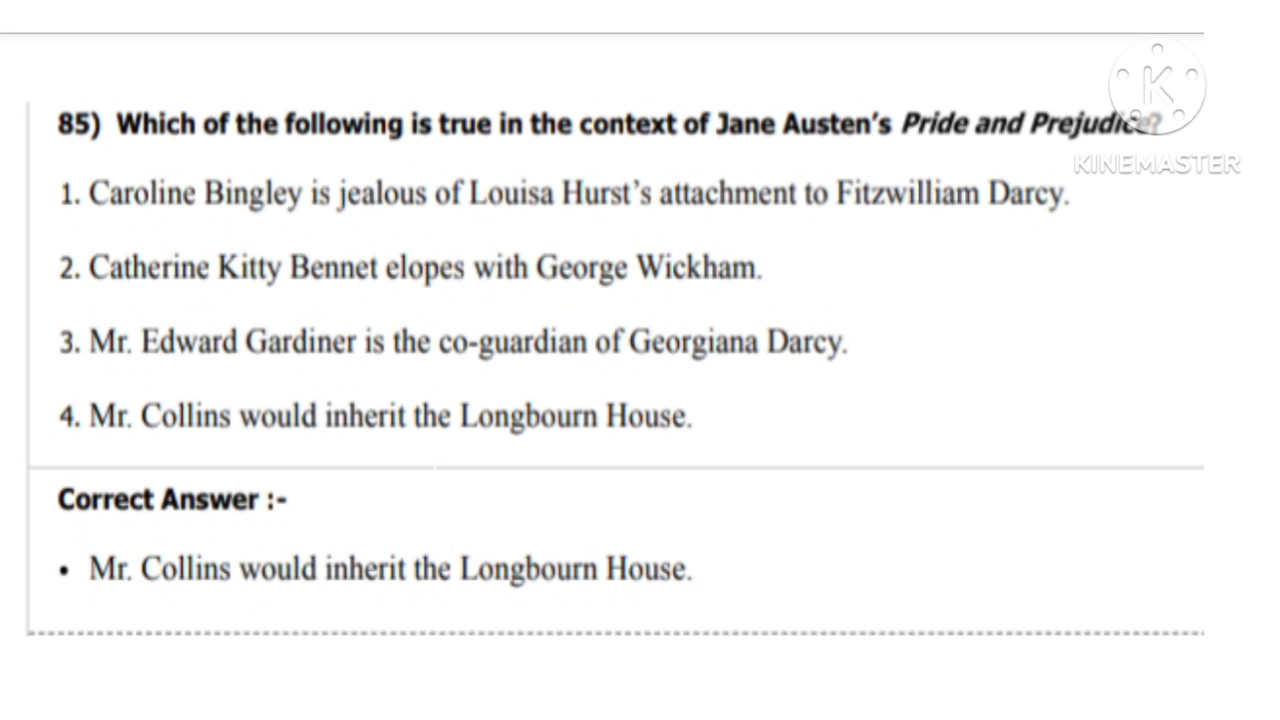 85) Which of the following is true in the context of Jane Austen's Pride and Prejudice?
KINEMASTER
1. Caroline Bingley is jealous of Louisa Hurst's attachment to Fitzwilliam Darcy.
2. Catherine Kitty Bennet elopes with George Wickham.
3. Mr. Edward Gardiner is the co-guardian of Georgiana Darcy.
4. Mr. Collins would inherit the Longbourn House.
Correct Answer :-
• Mr. Collins would inherit the Longbourn House.